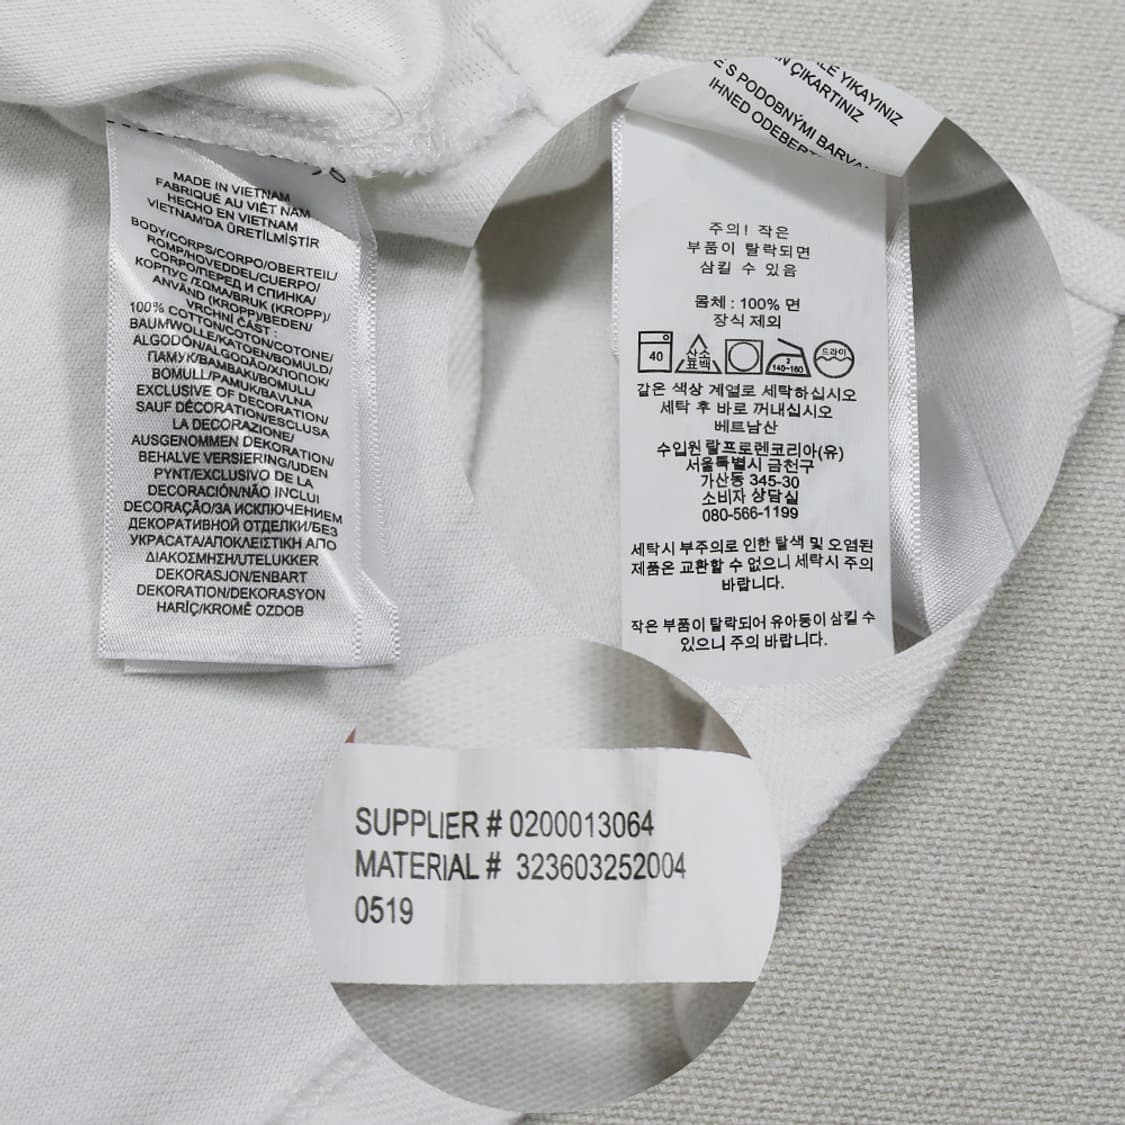 MADE IN VIETNAM
FABRIQUÉ AU VIÊT NAM
HECHO EN VIETNAM
VIETNAM'DA ÜRETİLMİŞTİR
BODY/CORPS/CORPO/OBERTEIL/
ROMP/HOVEDDEL/CUERPO/
CORPO/ПЕРЕД И СПИНКА/
КОРПУС /ΣΩΜΑ/BRUK (KROPP)/
ANVÄND (KROPP)/BEDEN/
VRCHNÍ ČÁST :
100% COTTON/COTON/COTONE/
BAUMWOLLE/KATOEN/BOMULD/
ALGODÓN/ALGODÃO/ХЛОПОК/
ПАМУК/ΒΑΜΒΑΚΙ/BOMULL/
BOMULL/PAMUK/BAVLNA
EXCLUSIVE OF DECORATION/
SAUF DÉCORATION/ESCLUSA
LA DECORAZIONE/
AUSGENOMMEN DEKORATION/
BEHALVE VERSIERING/UDEN
PYNT/EXCLUSIVO DE LA
DECORACIÓN/NÃO INCLUI
DECORAÇÃO/ЗА ИСКЛЮЧЕНИЕМ
ДЕКОРАТИВНОЙ ОТДЕЛКИ/БЕЗ
УКРАСАТА/ΑΠΟΚΛΕΙΣΤΙΚΗ ΑΠΟ
ΔΙΑΚΟΣΜΗΣΗ/UTELUKKER
DEKORASJON/ENBART
DEKORATION/DEKORASYON
HARİÇ/KROMĚ OZDOB
YIKAYINIZ
ÇIKARTINIZ
S PODOBNÝMI BARVA
IHNED ODEBERT
주의! 작은
부품이 탈락되면
삼킬 수 있음
몸체 : 100% 면
장식 제외
40 산소 표백 2 140~160 드라이
같은 색상 계열로 세탁하십시오
세탁 후 바로 꺼내십시오
베트남산
수입원 랄프로렌코리아(유)
서울특별시 금천구
가산동 345-30
소비자 상담실
080-566-1199
세탁시 부주의로 인한 탈색 및 오염된
제품은 교환할 수 없으니 세탁시 주의
바랍니다.
작은 부품이 탈락되어 유아동이 삼킬 수
있으니 주의 바랍니다.
SUPPLIER # 0200013064
MATERIAL # 323603252004
0519